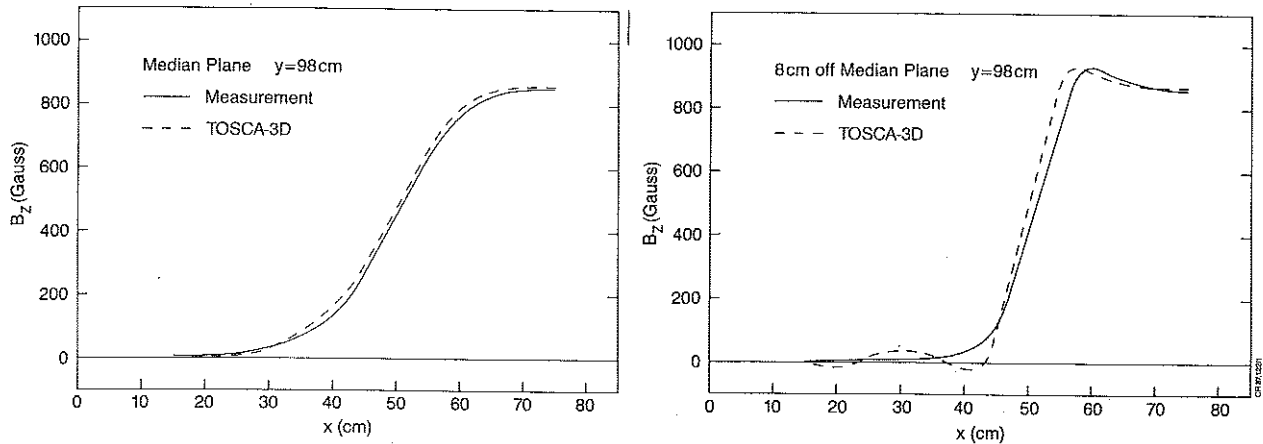 1000
800
600
400
200
0
B_Z (Gauss)
Median Plane y=98cm
Measurement
TOSCA-3D
0 10 20 30 40 50 60 70 80
x (cm)
1000
800
600
400
200
0
B_Z (Gauss)
8cm off Median Plane y=98cm
Measurement
TOSCA-3D
0 10 20 30 40 50 60 70 80
x (cm)